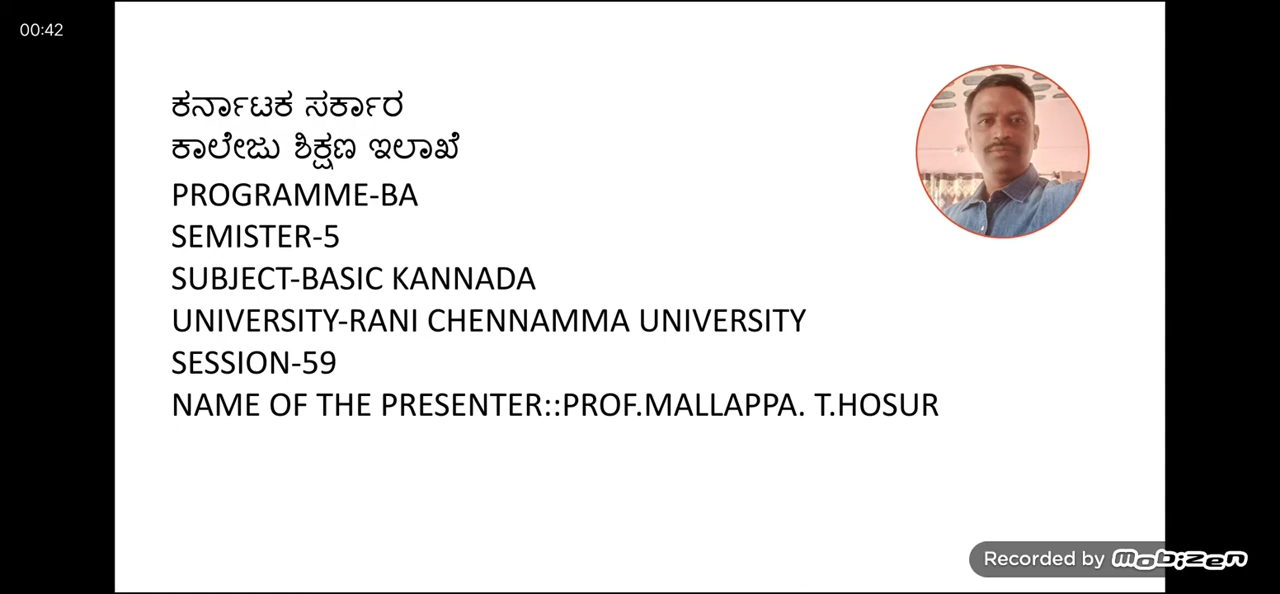 00:42
ಕರ್ನಾಟಕ ಸರ್ಕಾರ
ಕಾಲೇಜು ಶಿಕ್ಷಣ ಇಲಾಖೆ
PROGRAMME-BA
SEMISTER-5
SUBJECT-BASIC KANNADA
UNIVERSITY-RANI CHENNAMMA UNIVERSITY
SESSION-59
NAME OF THE PRESENTER::PROF.MALLAPPA. T.HOSUR
Recorded by Mobizen